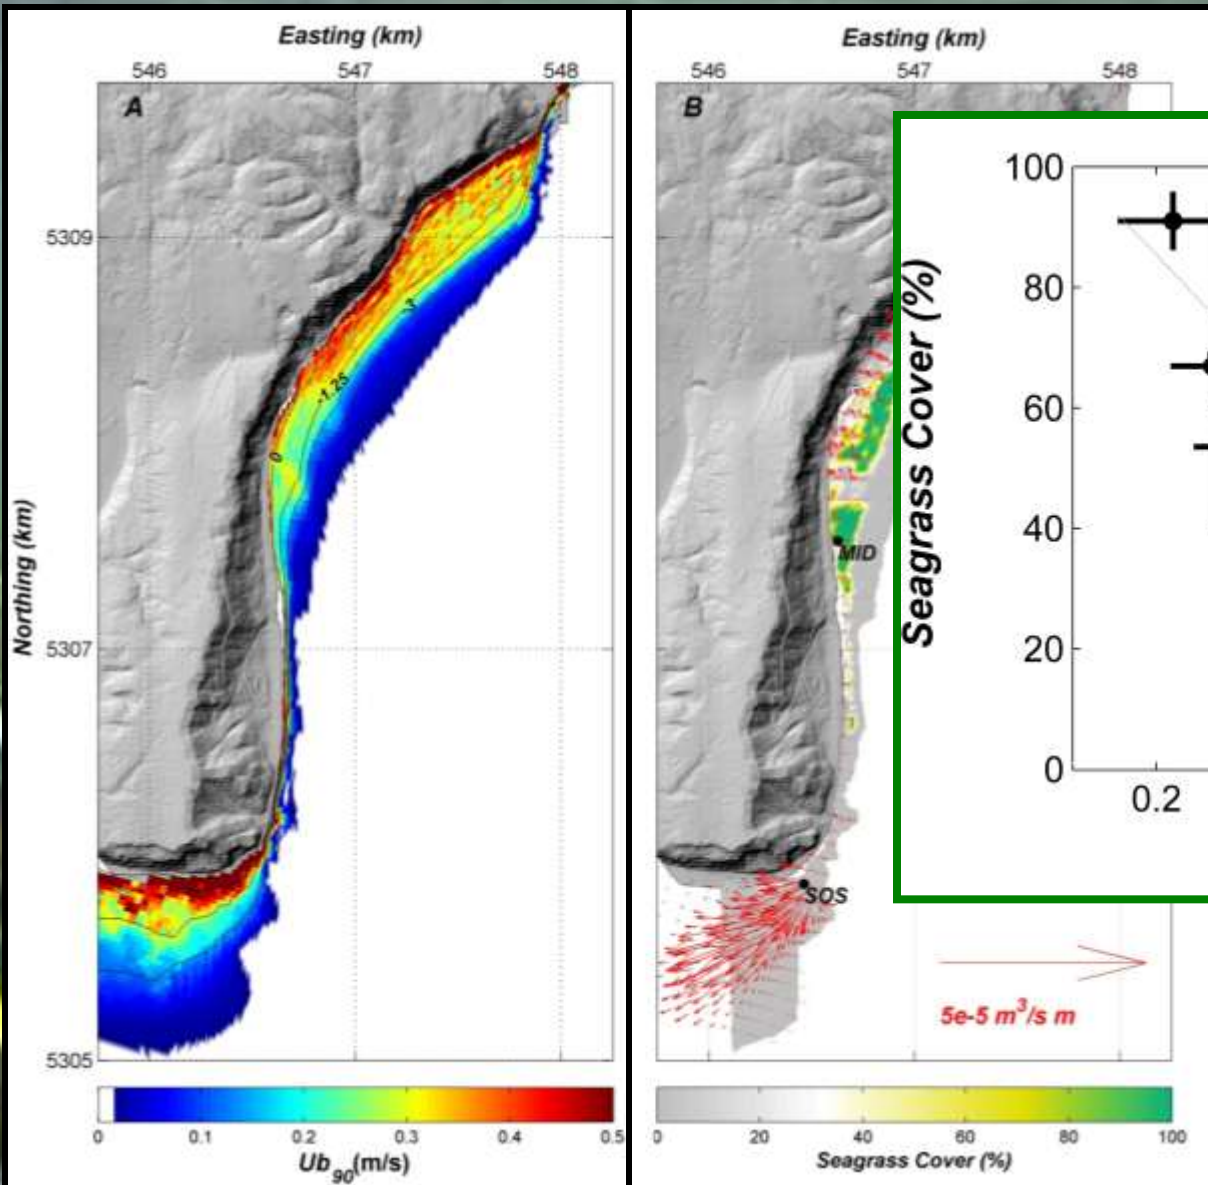 Easting (km)
546 547 548
A
5309
-3
-1.25
0
Northing (km)
5307
5305
0 0.1 0.2 0.3 0.4 0.5
Ub90(m/s)
Easting (km)
546 547 548
B
MID
SOS
5e-5 m3/s m
0 20 40 60 80 100
Seagrass Cover (%)
100
80
60
40
20
0
Seagrass Cover (%)
0.2